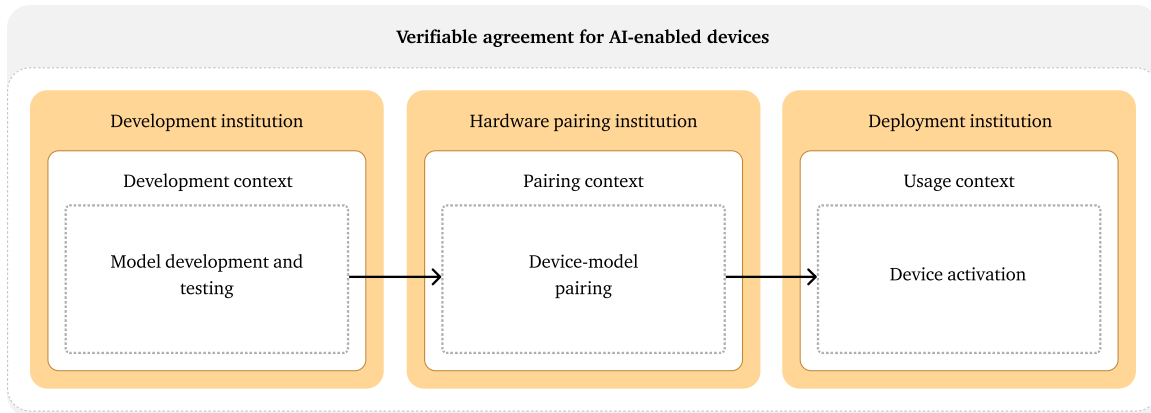 Verifiable agreement for AI-enabled devices
Development institution
Development context
Model development and
testing
Hardware pairing institution
Pairing context
Device-model
pairing
Deployment institution
Usage context
Device activation